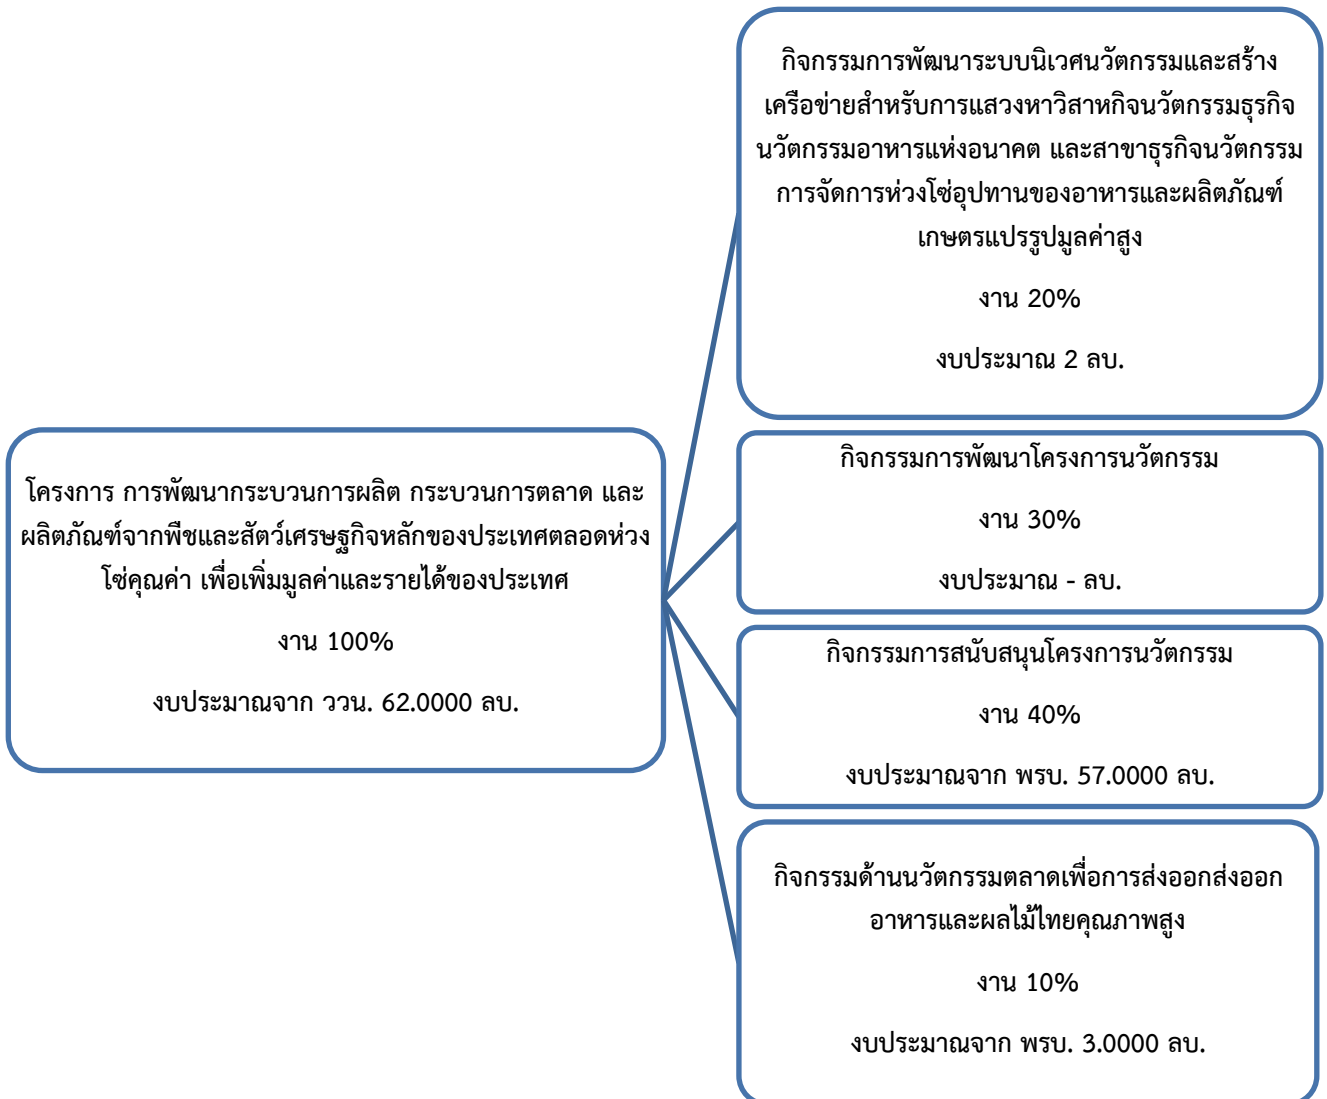 กิจกรรมการพัฒนาระบบนิเวศนวัตกรรมและสร้าง
เครือข่ายสำหรับการแสวงหาวิสาหกิจนวัตกรรมธุรกิจ
นวัตกรรมอาหารแห่งอนาคต และสาขาธุรกิจนวัตกรรม
การจัดการห่วงโซ่อุปทานของอาหารและผลิตภัณฑ์
เกษตรแปรรูปมูลค่าสูง
งาน 20%
งบประมาณ 2 ลบ.
โครงการ การพัฒนากระบวนการผลิต กระบวนการตลาด และ
ผลิตภัณฑ์จากพืชและสัตว์เศรษฐกิจหลักของประเทศตลอดห่วง
โซ่คุณค่า เพื่อเพิ่มมูลค่าและรายได้ของประเทศ
งาน 100%
งบประมาณจาก ววน. 62.0000 ลบ.
กิจกรรมการพัฒนาโครงการนวัตกรรม
งาน 30%
งบประมาณ - ลบ.
กิจกรรมการสนับสนุนโครงการนวัตกรรม
งาน 40%
งบประมาณจาก พรบ. 57.0000 ลบ.
กิจกรรมด้านนวัตกรรมตลาดเพื่อการส่งออกส่งออก
อาหารและผลไม้ไทยคุณภาพสูง
งาน 10%
งบประมาณจาก พรบ. 3.0000 ลบ.